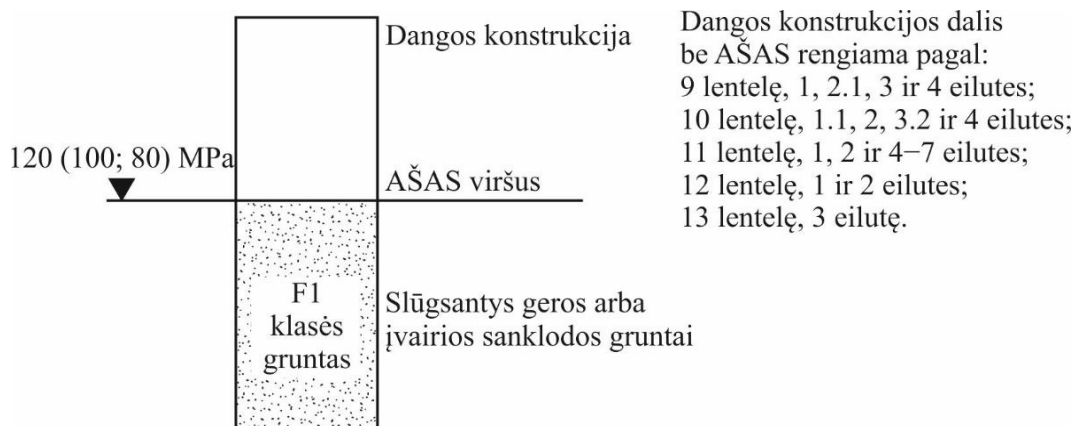 Dangos konstrukcija
120 (100; 80) MPa
AŠAS viršus
F1
klasės
gruntas
Slūgsantys geros arba
įvairios sanklodos gruntai
Dangos konstrukcijos dalis
be AŠAS rengiama pagal:
9 lentelę, 1, 2.1, 3 ir 4 eilutes;
10 lentelę, 1.1, 2, 3.2 ir 4 eilutes;
11 lentelę, 1, 2 ir 4–7 eilutes;
12 lentelę, 1 ir 2 eilutes;
13 lentelę, 3 eilutę.